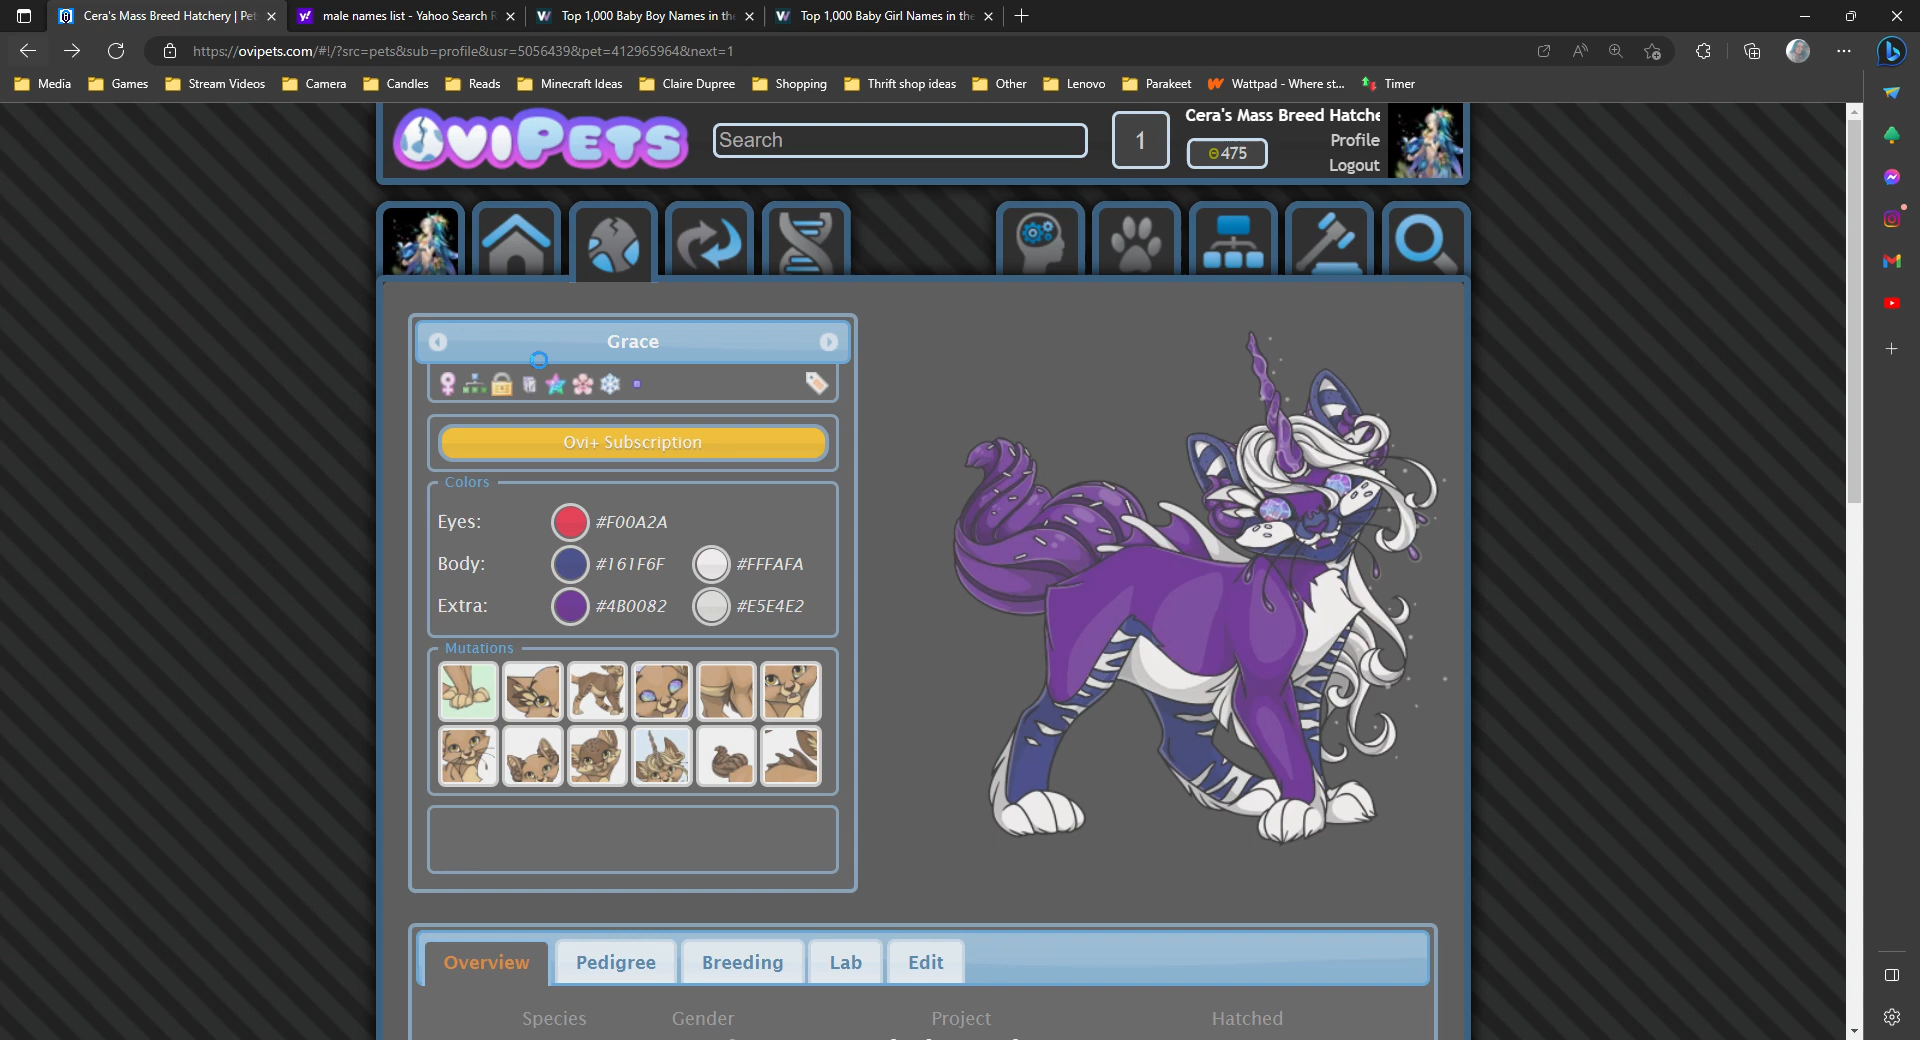 Cera's Mass Breed Hatchery | Pet
male names list - Yahoo Search R
Top 1,000 Baby Boy Names in the
Top 1,000 Baby Girl Names in the
https://ovipets.com/#!/?src=pets&sub=profile&usr=5056439&pet=412965964&next=1
Media Games Stream Videos Camera Candles Reads Minecraft Ideas Claire Dupree Shopping Thrift shop ideas Other Lenovo Parakeet Wattpad - Where st... Timer
OviPets
Search
1
Cera's Mass Breed Hatche
475
Profile
Logout
Grace
Ovi+ Subscription
Colors
Eyes: #F00A2A
Body: #161F6F #FFFAFA
Extra: #4B0082 #E5E4E2
Mutations
Overview Pedigree Breeding Lab Edit
Species Gender Project Hatched